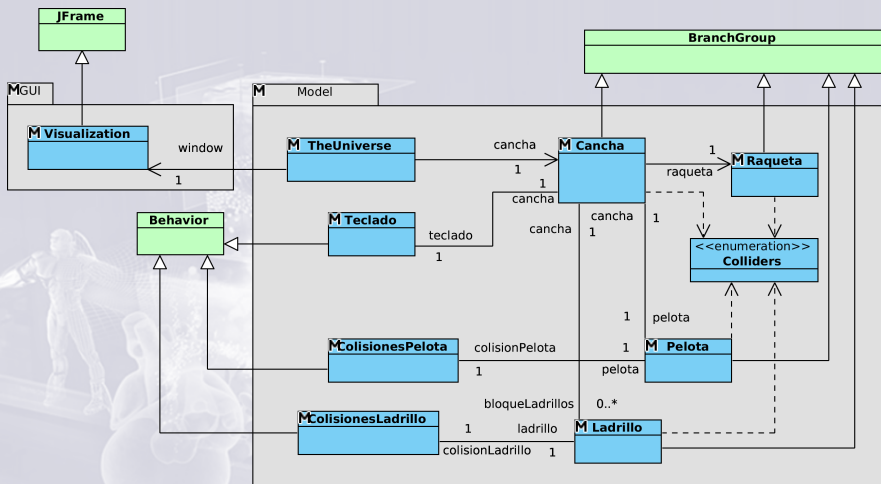 JFrame
BranchGroup
M GUI
M Model
M Visualization
window
1
M TheUniverse
cancha
1
M Cancha
1
raqueta
M Raqueta
Behavior
M Teclado
teclado
1
1
cancha
cancha
1
cancha
1
<<enumeration>>
Colliders
1
pelota
M ColisionesPelota
colisionPelota
1
1
pelota
M Pelota
bloqueLadrillos
0..*
M ColisionesLadrillo
1
ladrillo
colisionLadrillo
1
M Ladrillo